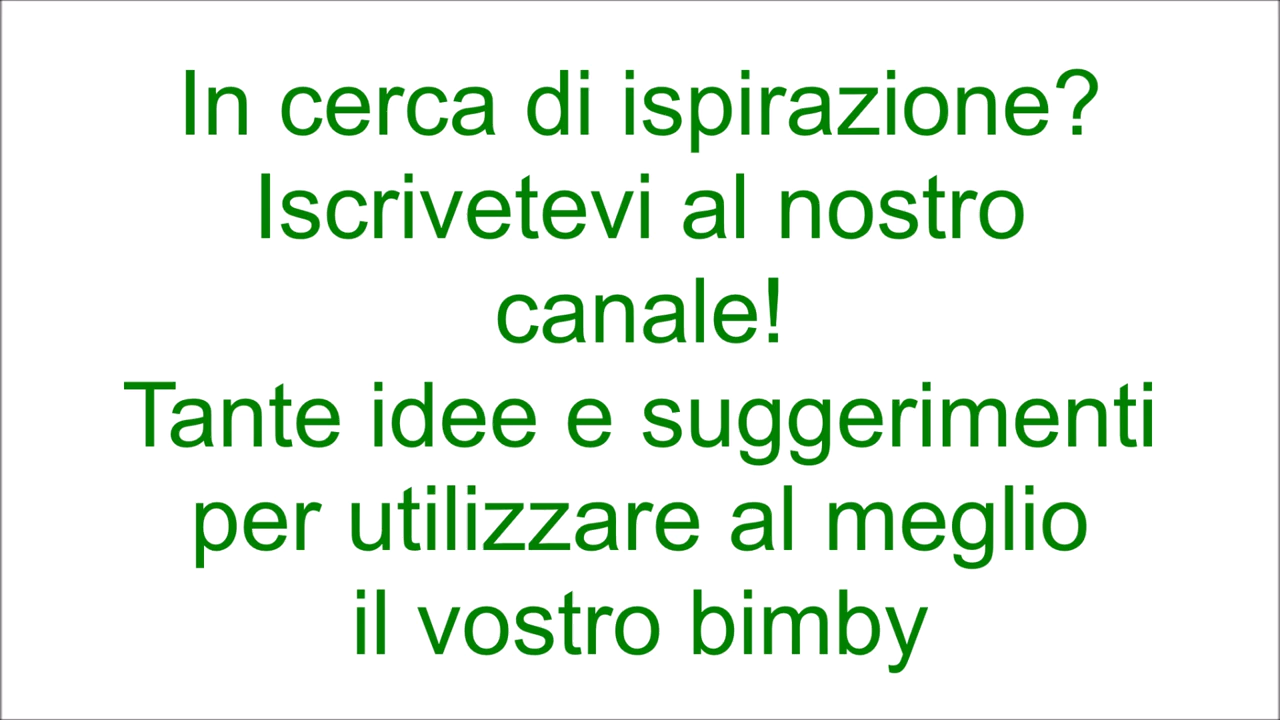 In cerca di ispirazione?
Iscrivetevi al nostro
canale!
Tante idee e suggerimenti
per utilizzare al meglio
il vostro bimby